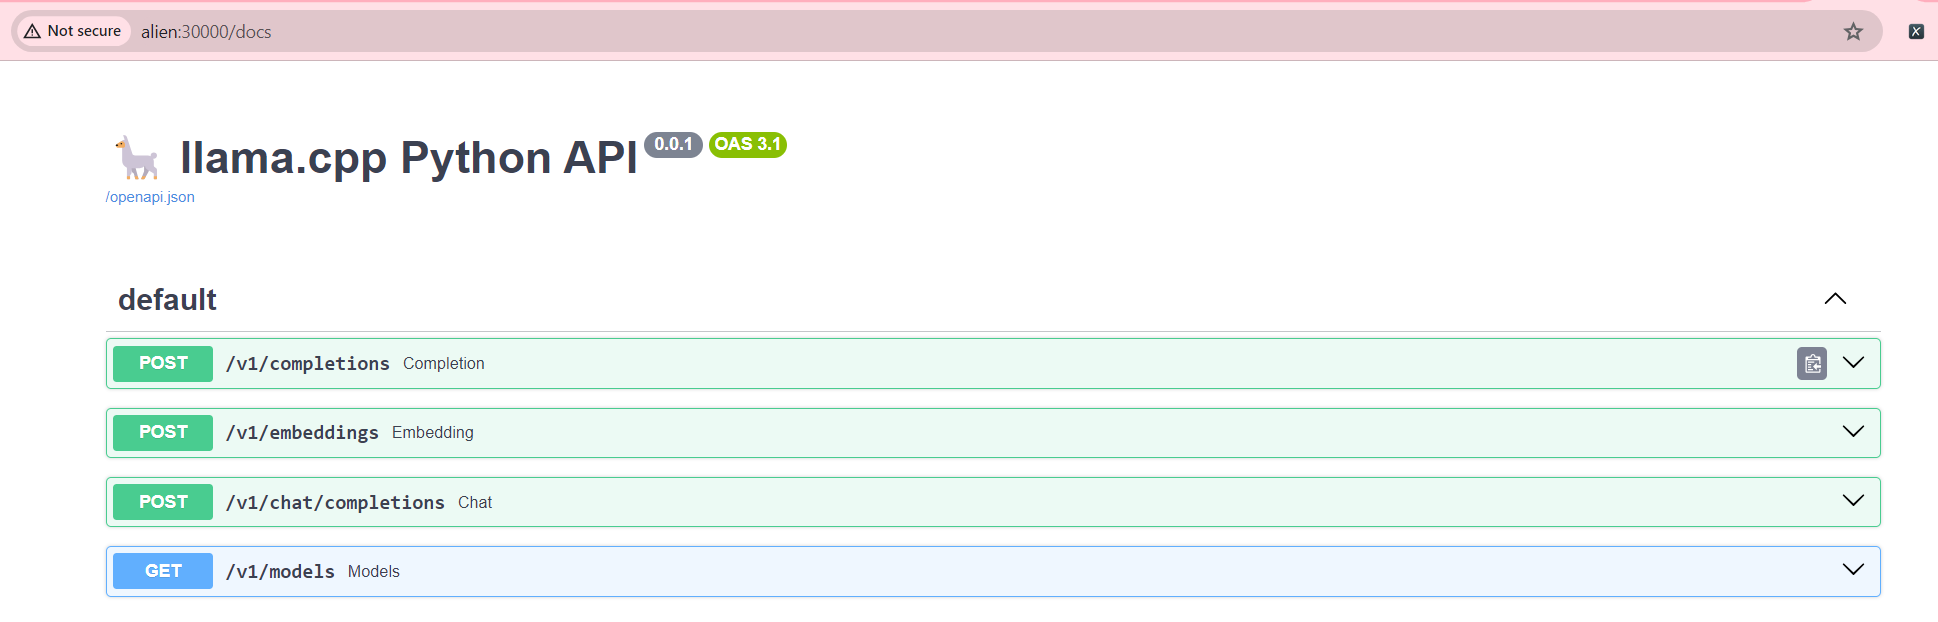 Not secure alien:30000/docs
llama.cpp Python API 0.0.1 OAS 3.1
/openapi.json
default
POST /v1/completions Completion
POST /v1/embeddings Embedding
POST /v1/chat/completions Chat
GET /v1/models Models